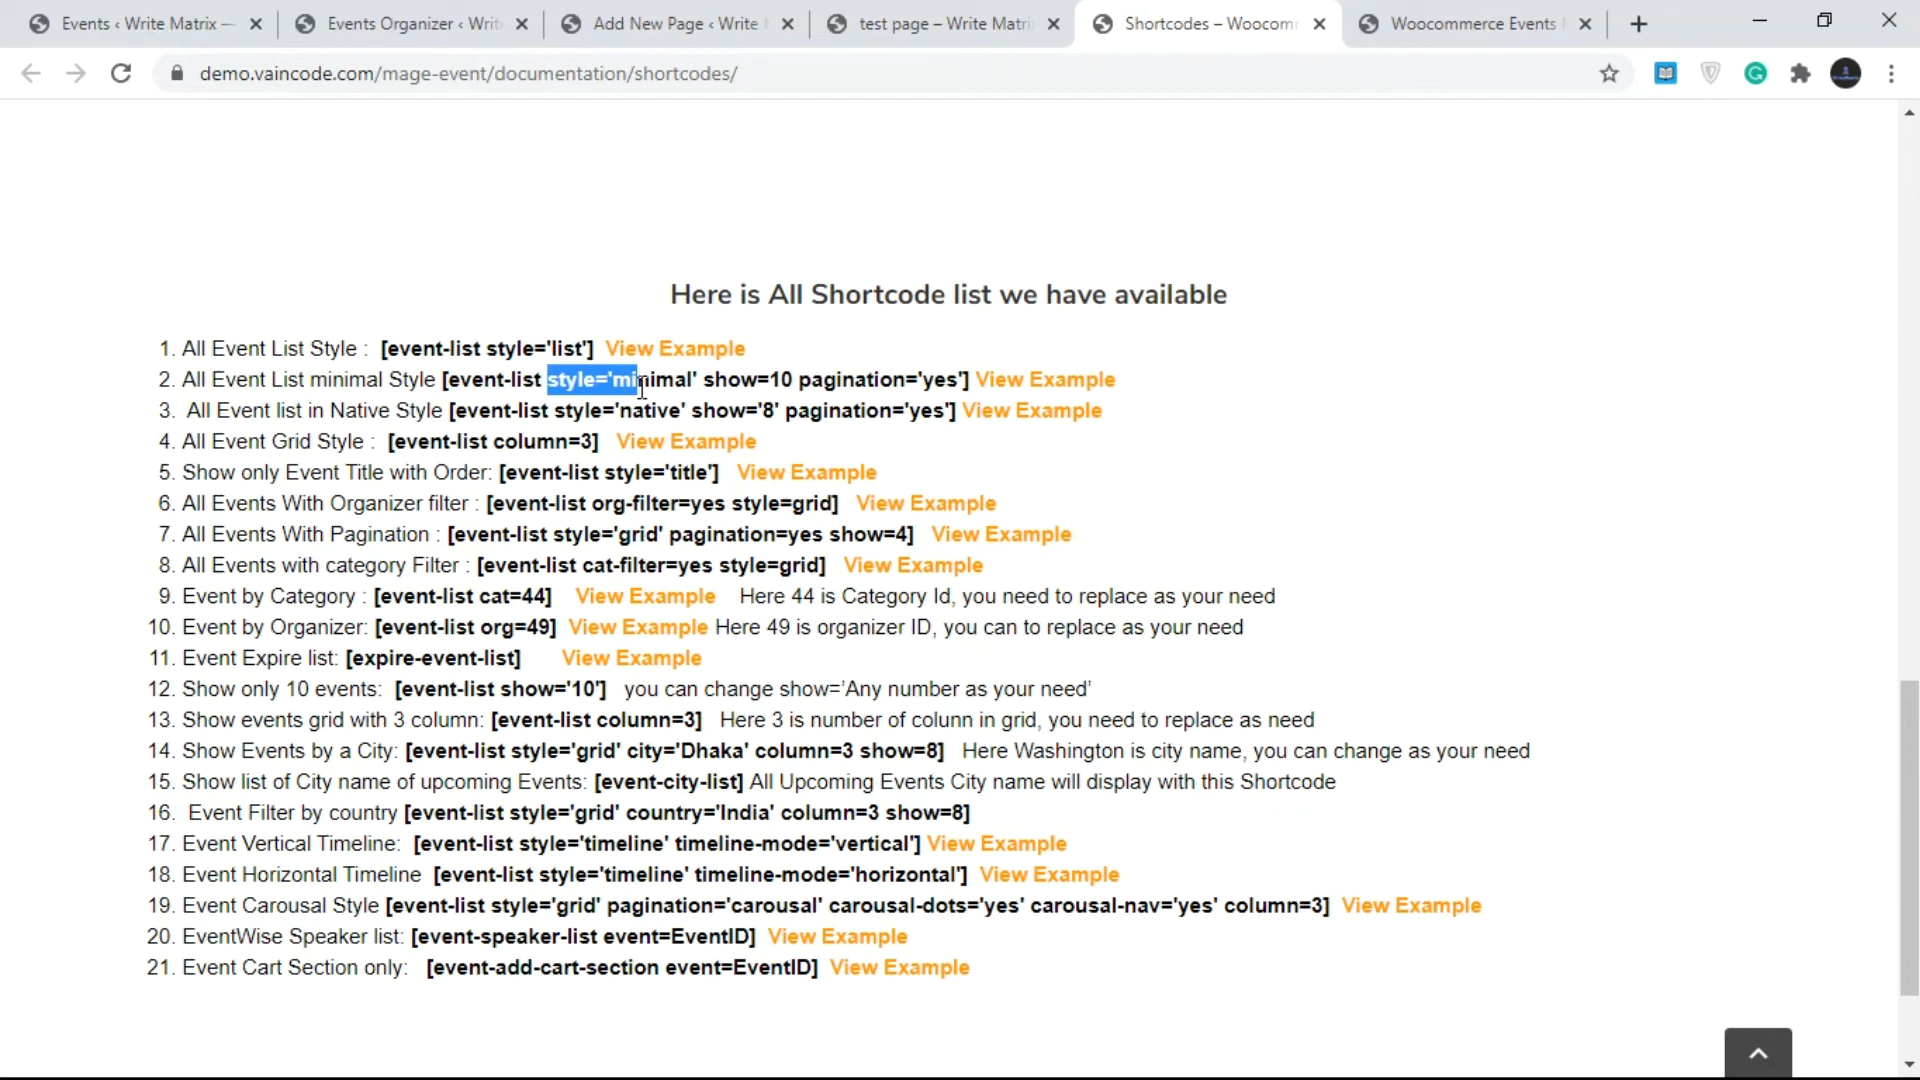 Events ‹ Write Matrix —
Events Organizer ‹ Writ
Add New Page ‹ Write
test page – Write Matri
Shortcodes – Woocom
Woocommerce Events
demo.vaincode.com/mage-event/documentation/shortcodes/
Here is All Shortcode list we have available
1. All Event List Style : [event-list style='list'] View Example
2. All Event List minimal Style [event-list style='minimal' show=10 pagination='yes'] View Example
3. All Event list in Native Style [event-list style='native' show='8' pagination='yes'] View Example
4. All Event Grid Style : [event-list column=3] View Example
5. Show only Event Title with Order: [event-list style='title'] View Example
6. All Events With Organizer filter : [event-list org-filter=yes style=grid] View Example
7. All Events With Pagination : [event-list style='grid' pagination=yes show=4] View Example
8. All Events with category Filter : [event-list cat-filter=yes style=grid] View Example
9. Event by Category : [event-list cat=44] View Example Here 44 is Category Id, you need to replace as your need
10. Event by Organizer: [event-list org=49] View Example Here 49 is organizer ID, you can to replace as your need
11. Event Expire list: [expire-event-list] View Example
12. Show only 10 events: [event-list show='10'] you can change show=’Any number as your need’
13. Show events grid with 3 column: [event-list column=3] Here 3 is number of colunn in grid, you need to replace as need
14. Show Events by a City: [event-list style='grid' city='Dhaka' column=3 show=8] Here Washington is city name, you can change as your need
15. Show list of City name of upcoming Events: [event-city-list] All Upcoming Events City name will display with this Shortcode
16. Event Filter by country [event-list style='grid' country='India' column=3 show=8]
17. Event Vertical Timeline: [event-list style='timeline' timeline-mode='vertical'] View Example
18. Event Horizontal Timeline [event-list style='timeline' timeline-mode='horizontal'] View Example
19. Event Carousal Style [event-list style='grid' pagination='carousal' carousal-dots='yes' carousal-nav='yes' column=3] View Example
20. EventWise Speaker list: [event-speaker-list event=EventID] View Example
21. Event Cart Section only: [event-add-cart-section event=EventID] View Example